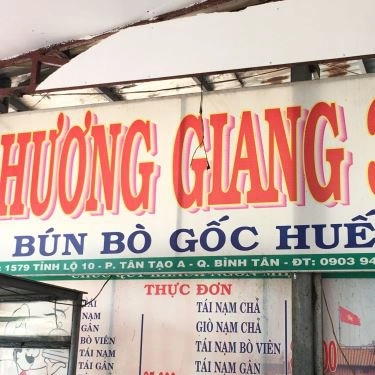 HƯƠNG GIANG 3
BÚN BÒ GỐC HUẾ
1579 TỈNH LỘ 10 - P. TÂN TẠO A - Q. BÌNH TÂN - ĐT: 0903 94
THỰC ĐƠN
TÁI
NẠM
GÂN
BÒ VIÊN
TÁI NẠM
TÁI GÂN
TÁI NẠM CHẢ
GIÒ NẠM CHẢ
TÁI NẠM BÒ VIÊN
TÁI NẠM GÂN